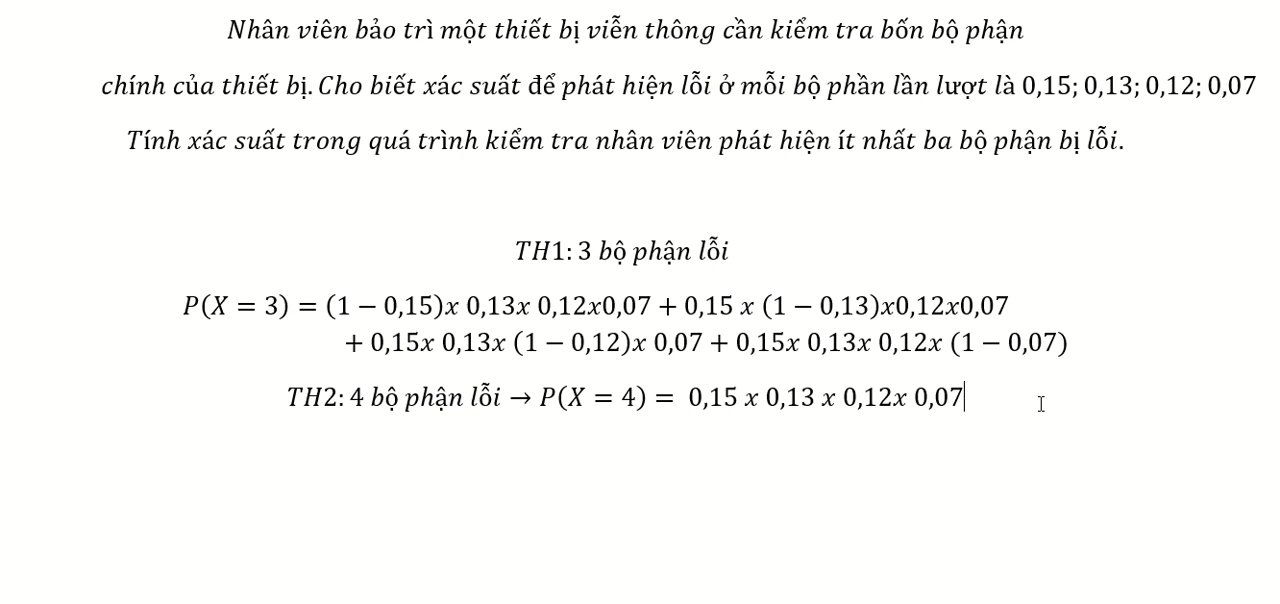 Nhân viên bảo trì một thiết bị viễn thông cần kiểm tra bốn bộ phận
chính của thiết bị. Cho biết xác suất để phát hiện lỗi ở mỗi bộ phần lần lượt là 0,15; 0,13; 0,12; 0,07
Tính xác suất trong quá trình kiểm tra nhân viên phát hiện ít nhất ba bộ phận bị lỗi.
TH1: 3 bộ phận lỗi
P(X = 3) = (1 − 0,15)x 0,13x 0,12x0,07 + 0,15 x (1 − 0,13)x0,12x0,07
+ 0,15x 0,13x (1 − 0,12)x 0,07 + 0,15x 0,13x 0,12x (1 − 0,07)
TH2: 4 bộ phận lỗi → P(X = 4) = 0,15 x 0,13 x 0,12x 0,07